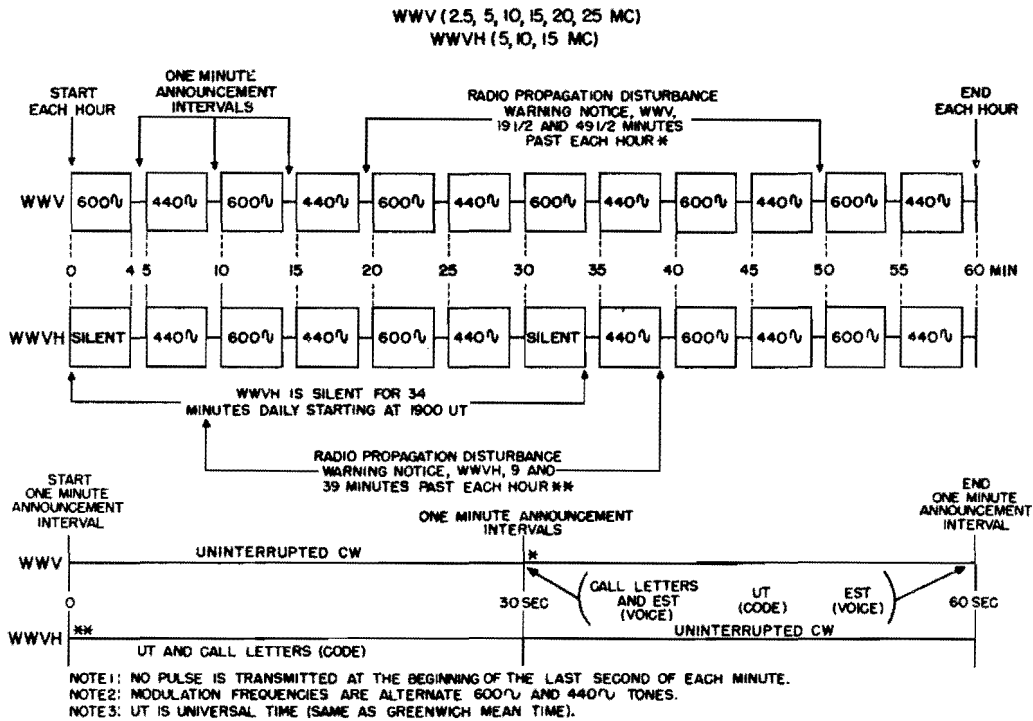 WWV (2.5, 5, 10, 15, 20, 25 MC)
WWVH (5, 10, 15 MC)
START
EACH HOUR
ONE MINUTE
ANNOUNCEMENT
INTERVALS
RADIO PROPAGATION DISTURBANCE
WARNING NOTICE, WWV,
19 1/2 AND 49 1/2 MINUTES
PAST EACH HOUR *
END
EACH HOUR
WWV 600∿ 440∿ 600∿ 440∿ 600∿ 440∿ 600∿ 440∿ 600∿ 440∿ 600∿ 440∿
0 4 5 10 15 20 25 30 35 40 45 50 55 60 MIN
WWVH SILENT 440∿ 600∿ 440∿ 600∿ 440∿ SILENT 440∿ 600∿ 440∿ 600∿ 440∿
WWVH IS SILENT FOR 34
MINUTES DAILY STARTING AT 1900 UT
RADIO PROPAGATION DISTURBANCE
WARNING NOTICE, WWVH, 9 AND
39 MINUTES PAST EACH HOUR **
START
ONE MINUTE
ANNOUNCEMENT
INTERVAL
ONE MINUTE ANNOUNCEMENT
INTERVALS
END
ONE MINUTE
ANNOUNCEMENT
INTERVAL
WWV UNINTERRUPTED CW *
CALL LETTERS
AND EST
(VOICE)
UT
(CODE)
EST
(VOICE)
0 30 SEC 60 SEC
WWVH ** UNINTERRUPTED CW
UT AND CALL LETTERS (CODE)
NOTE 1: NO PULSE IS TRANSMITTED AT THE BEGINNING OF THE LAST SECOND OF EACH MINUTE.
NOTE2: MODULATION FREQUENCIES ARE ALTERNATE 600∿ AND 440∿ TONES.
NOTE 3: UT IS UNIVERSAL TIME (SAME AS GREENWICH MEAN TIME).